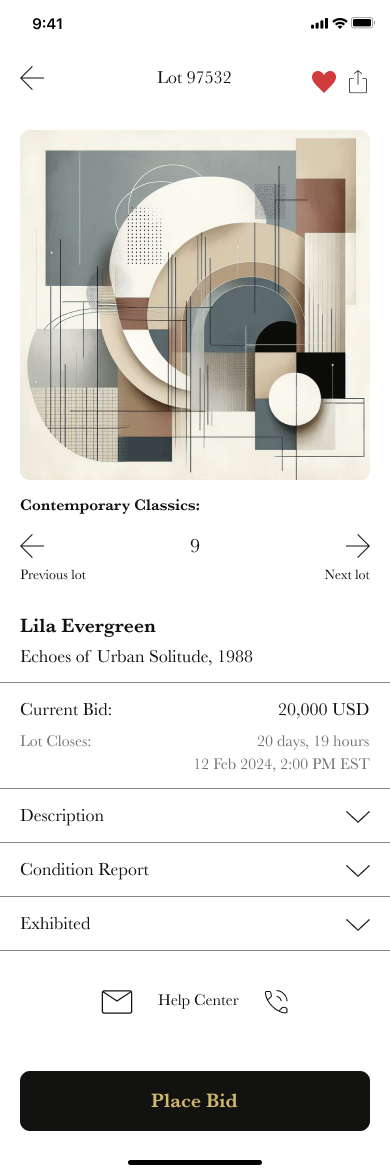 9:41
Lot 97532
Contemporary Classics:
9
Previous lot Next lot
Lila Evergreen
Echoes of Urban Solitude, 1988
Current Bid: 20,000 USD
Lot Closes: 20 days, 19 hours
12 Feb 2024, 2:00 PM EST
Description
Condition Report
Exhibited
Help Center
Place Bid